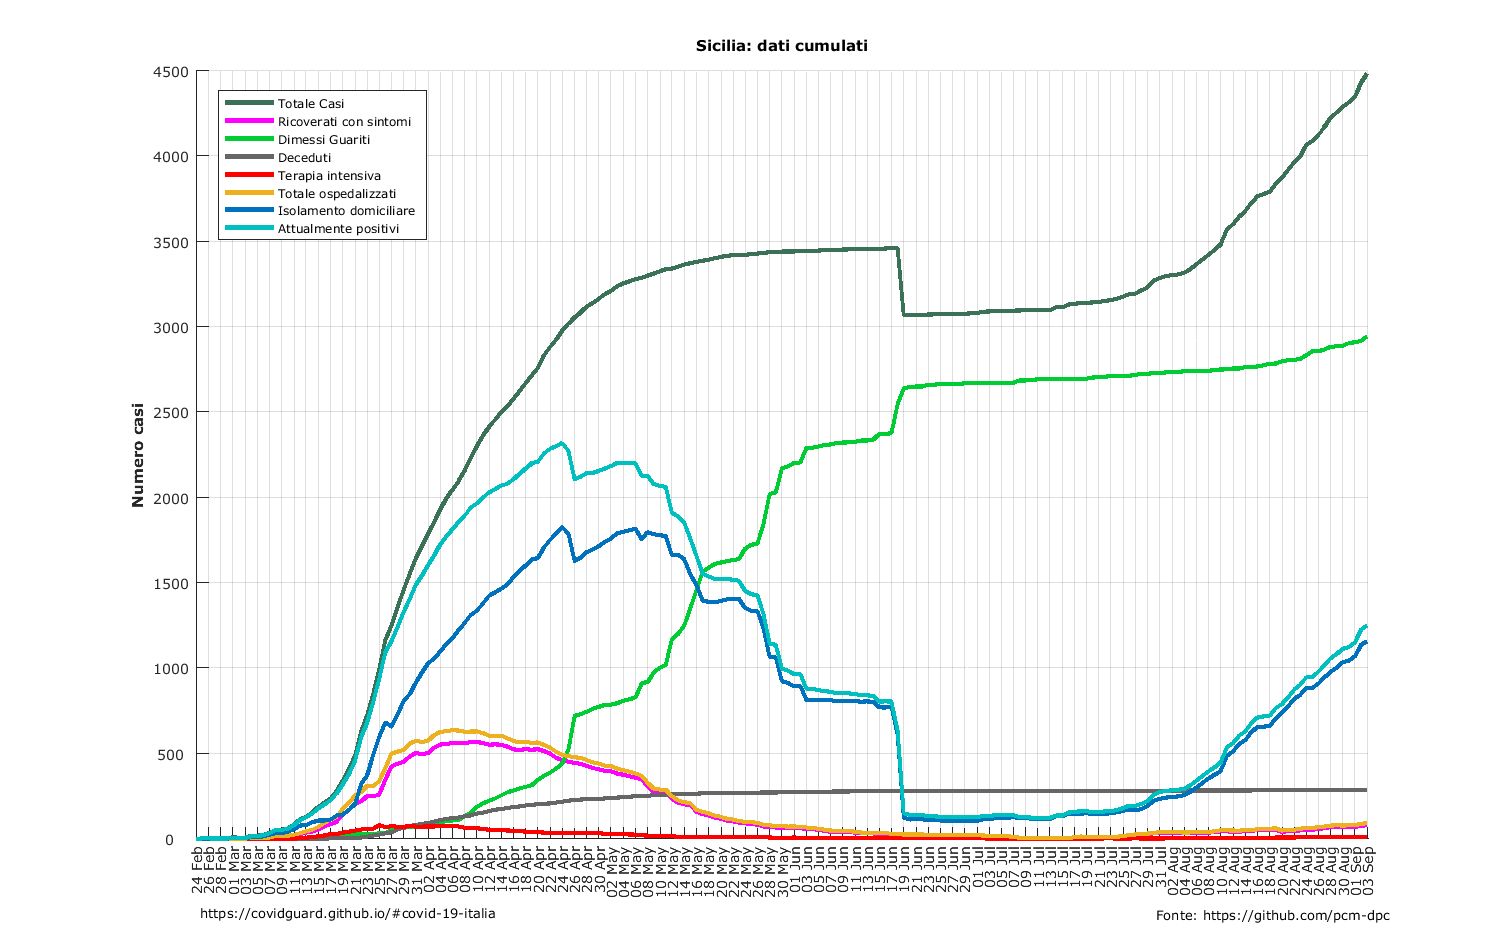 Sicilia: dati cumulati
Numero casi
4500
4000
3500
3000
2500
2000
1500
1000
500
0
Totale Casi
Ricoverati con sintomi
Dimessi Guariti
Deceduti
Terapia intensiva
Totale ospedalizzati
Isolamento domiciliare
Attualmente positivi
24 Feb
26 Feb
28 Feb
01 Mar
03 Mar
05 Mar
07 Mar
09 Mar
11 Mar
13 Mar
15 Mar
17 Mar
19 Mar
21 Mar
23 Mar
25 Mar
27 Mar
29 Mar
31 Mar
02 Apr
04 Apr
06 Apr
08 Apr
10 Apr
12 Apr
14 Apr
16 Apr
18 Apr
20 Apr
22 Apr
24 Apr
26 Apr
28 Apr
30 Apr
02 May
04 May
06 May
08 May
10 May
12 May
14 May
16 May
18 May
20 May
22 May
24 May
26 May
28 May
30 May
01 Jun
03 Jun
05 Jun
07 Jun
09 Jun
11 Jun
13 Jun
15 Jun
17 Jun
19 Jun
21 Jun
23 Jun
25 Jun
27 Jun
29 Jun
01 Jul
03 Jul
05 Jul
07 Jul
09 Jul
11 Jul
13 Jul
15 Jul
17 Jul
19 Jul
21 Jul
23 Jul
25 Jul
27 Jul
29 Jul
31 Jul
02 Aug
04 Aug
06 Aug
08 Aug
10 Aug
12 Aug
14 Aug
16 Aug
18 Aug
20 Aug
22 Aug
24 Aug
26 Aug
28 Aug
30 Aug
01 Sep
03 Sep
https://covidguard.github.io/#covid-19-italia
Fonte: https://github.com/pcm-dpc